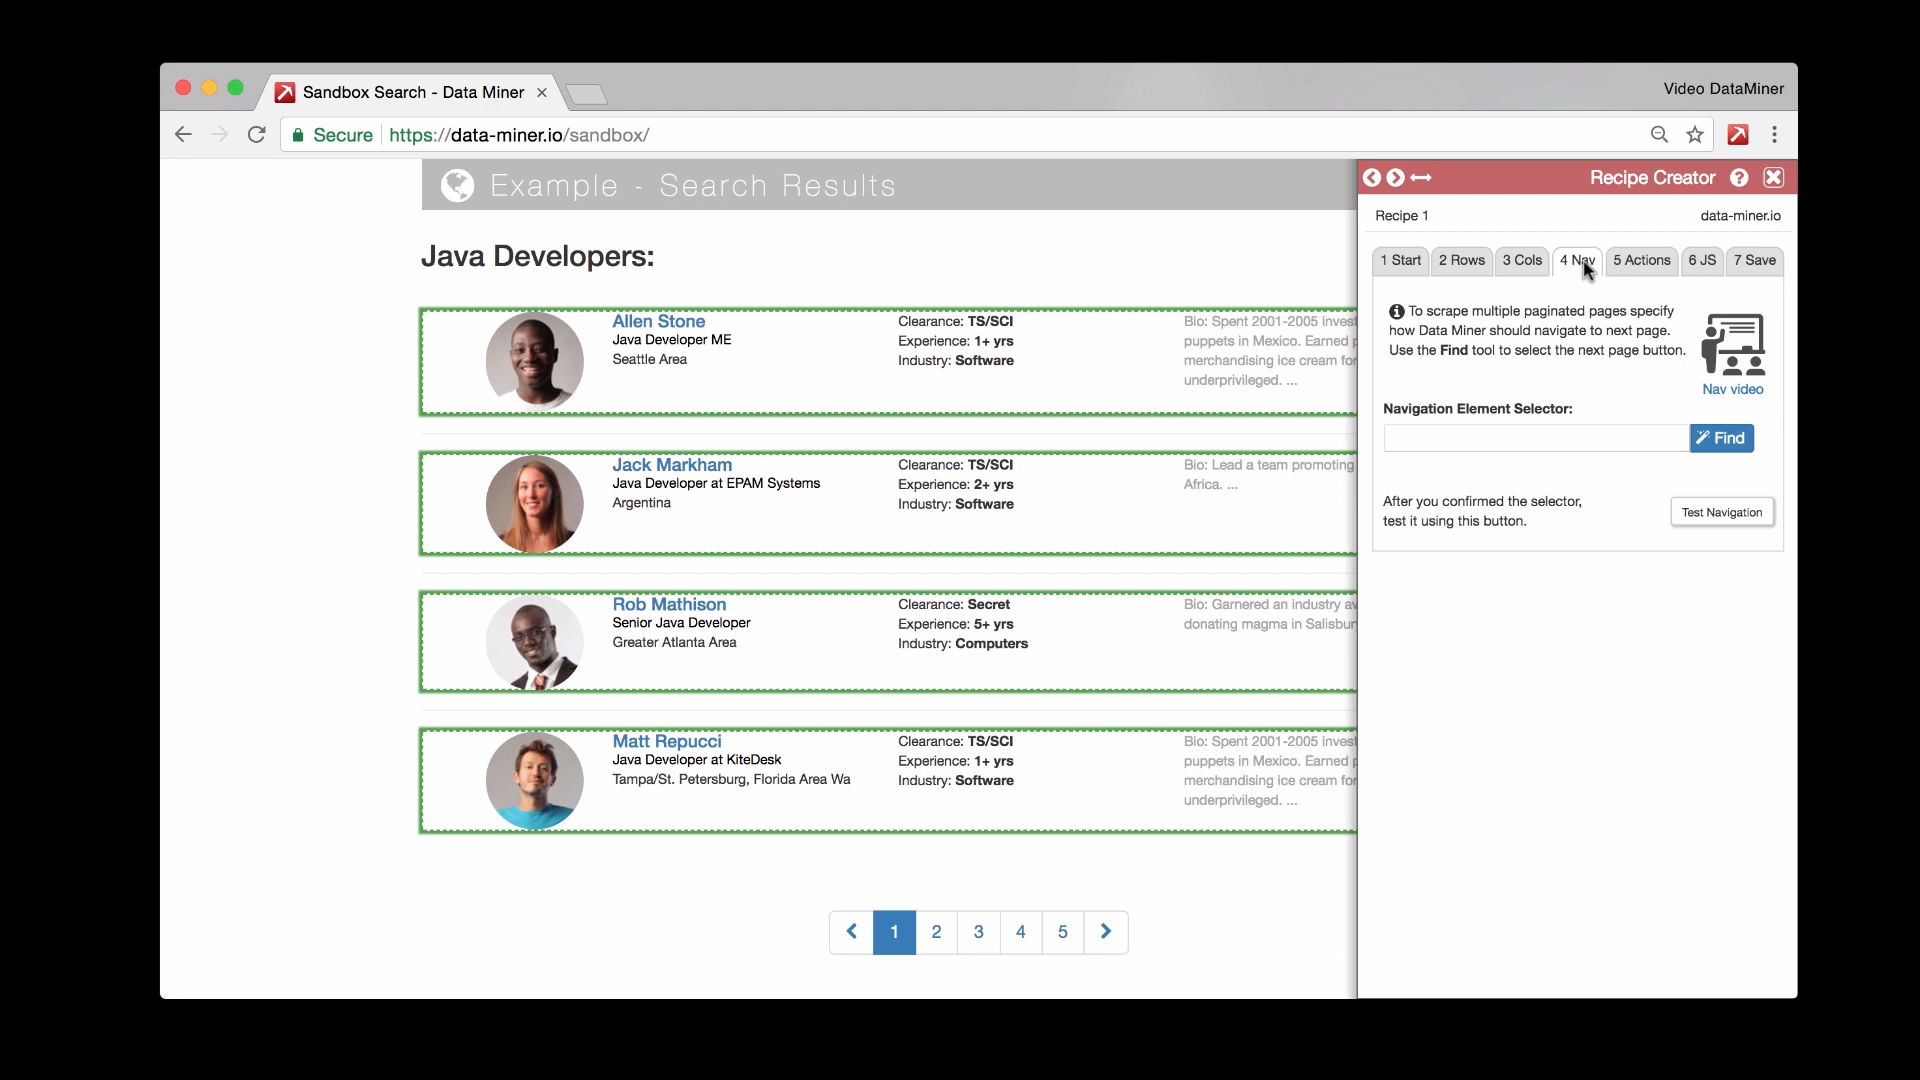 Sandbox Search - Data Miner
Video DataMiner
Secure https://data-miner.io/sandbox/
Example - Search Results
Java Developers:
Allen Stone
Java Developer ME
Seattle Area
Clearance: TS/SCI
Experience: 1+ yrs
Industry: Software
Bio: Spent 2001-2005
puppets in Mexico. Earned
merchandising ice cream for
underprivileged. ...
Jack Markham
Java Developer at EPAM Systems
Argentina
Clearance: TS/SCI
Experience: 2+ yrs
Industry: Software
Bio: Lead a team promoting
Africa. ...
Rob Mathison
Senior Java Developer
Greater Atlanta Area
Clearance: Secret
Experience: 5+ yrs
Industry: Computers
Bio: Garnered an industry
donating magma in
Matt Repucci
Java Developer at KiteDesk
Tampa/St. Petersburg, Florida Area Wa
Clearance: TS/SCI
Experience: 1+ yrs
Industry: Software
Bio: Spent 2001-2005
puppets in Mexico. Earned
merchandising ice cream for
underprivileged. ...
1 2 3 4 5
Recipe Creator
Recipe 1
data-miner.io
1 Start 2 Rows 3 Cols 4 Nav 5 Actions 6 JS 7 Save
To scrape multiple paginated pages specify
how Data Miner should navigate to next page.
Use the Find tool to select the next page button.
Nav video
Navigation Element Selector:
Find
After you confirmed the selector,
test it using this button.
Test Navigation